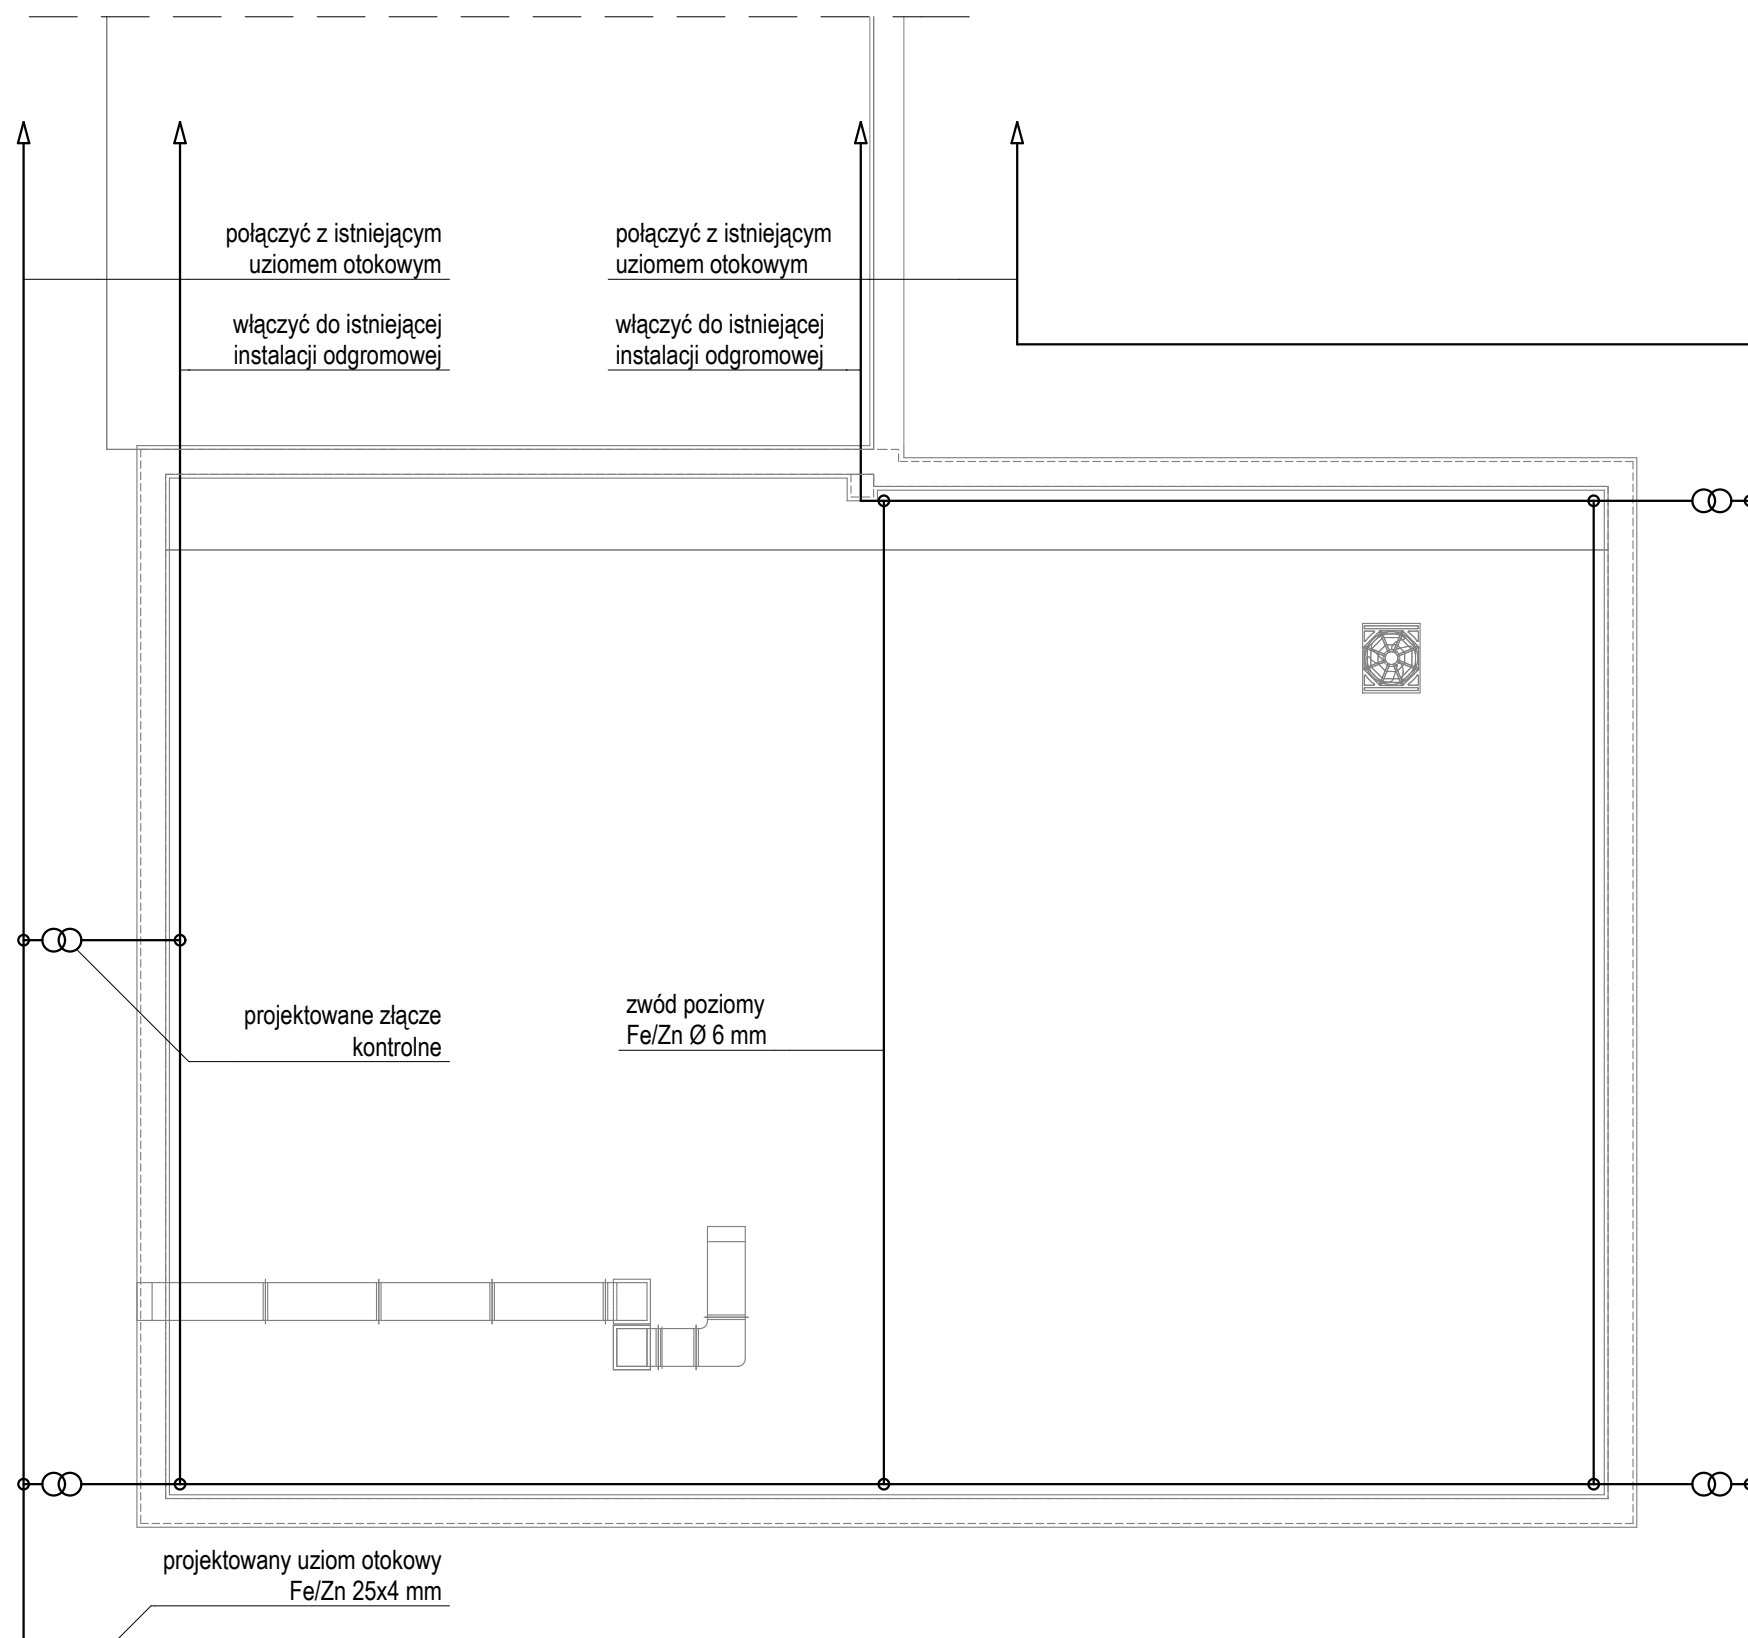 połączyć z istniejącym
uziomem otokowym
połączyć z istniejącym
uziomem otokowym
włączyć do istniejącej
instalacji odgromowej
włączyć do istniejącej
instalacji odgromowej
projektowane złącze
kontrolne
zwód poziomy
Fe/Zn Ø 6 mm
projektowany uziom otokowy
Fe/Zn 25x4 mm